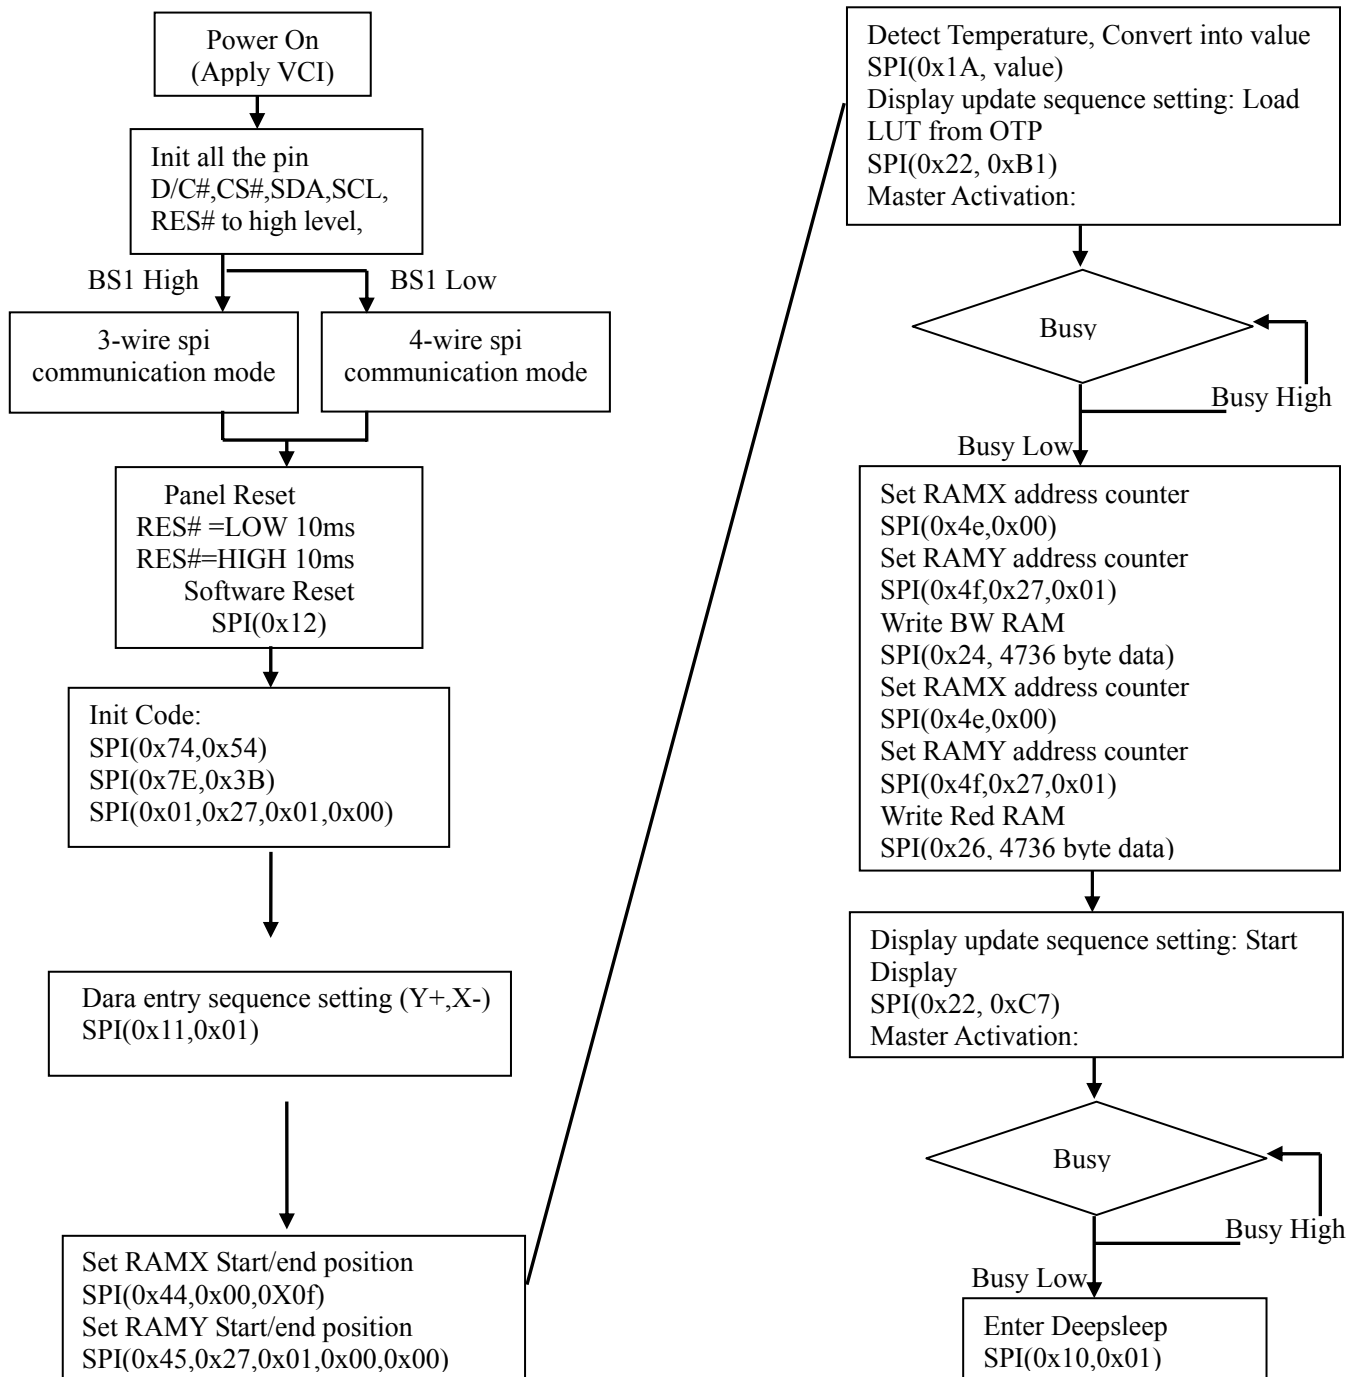 Power On
(Apply VCI)
Init all the pin
D/C#,CS#,SDA,SCL,
RES# to high level,
BS1 High
BS1 Low
3-wire spi
communication mode
4-wire spi
communication mode
Panel Reset
RES# =LOW 10ms
RES#=HIGH 10ms
Software Reset
SPI(0x12)
Init Code:
SPI(0x74,0x54)
SPI(0x7E,0x3B)
SPI(0x01,0x27,0x01,0x00)
Dara entry sequence setting (Y+,X-)
SPI(0x11,0x01)
Set RAMX Start/end position
SPI(0x44,0x00,0X0f)
Set RAMY Start/end position
SPI(0x45,0x27,0x01,0x00,0x00)
Detect Temperature, Convert into value
SPI(0x1A, value)
Display update sequence setting: Load
LUT from OTP
SPI(0x22, 0xB1)
Master Activation:
Busy
Busy High
Busy Low
Set RAMX address counter
SPI(0x4e,0x00)
Set RAMY address counter
SPI(0x4f,0x27,0x01)
Write BW RAM
SPI(0x24, 4736 byte data)
Set RAMX address counter
SPI(0x4e,0x00)
Set RAMY address counter
SPI(0x4f,0x27,0x01)
Write Red RAM
SPI(0x26, 4736 byte data)
Display update sequence setting: Start
Display
SPI(0x22, 0xC7)
Master Activation:
Busy
Busy High
Busy Low
Enter Deepsleep
SPI(0x10,0x01)